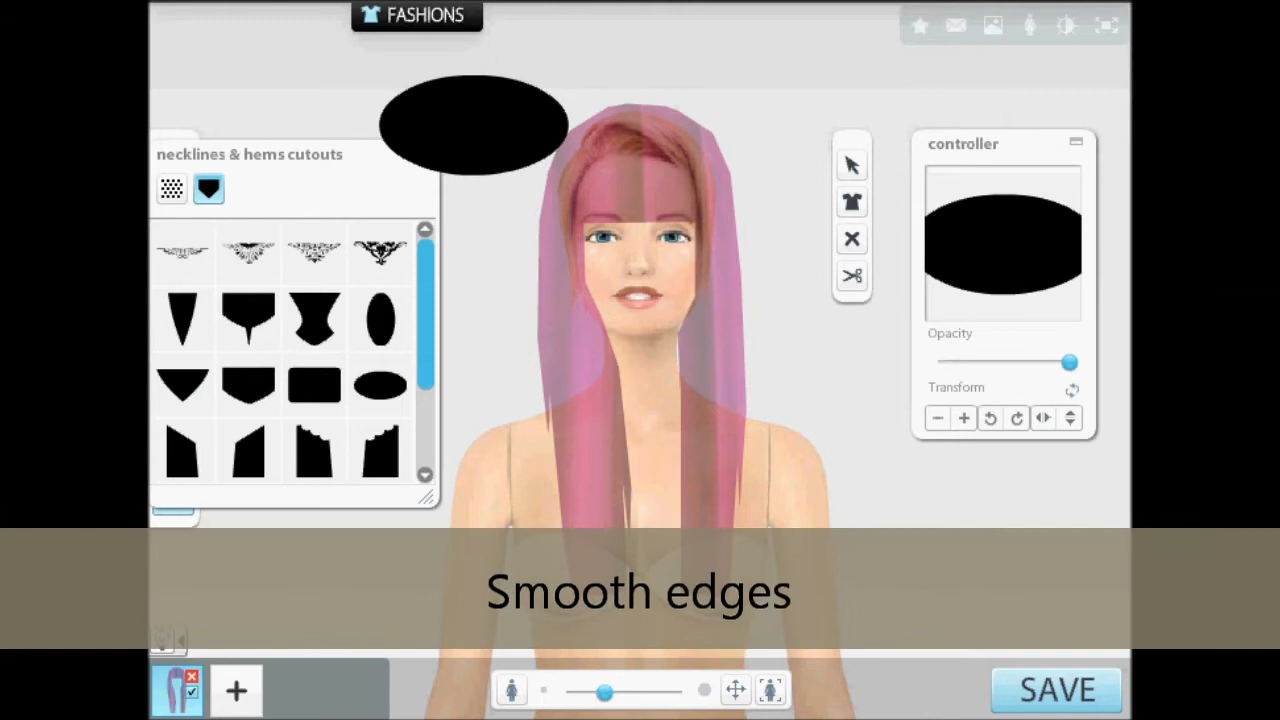 FASHIONS
necklines & hems cutouts
controller
Opacity
Transform
Smooth edges
SAVE